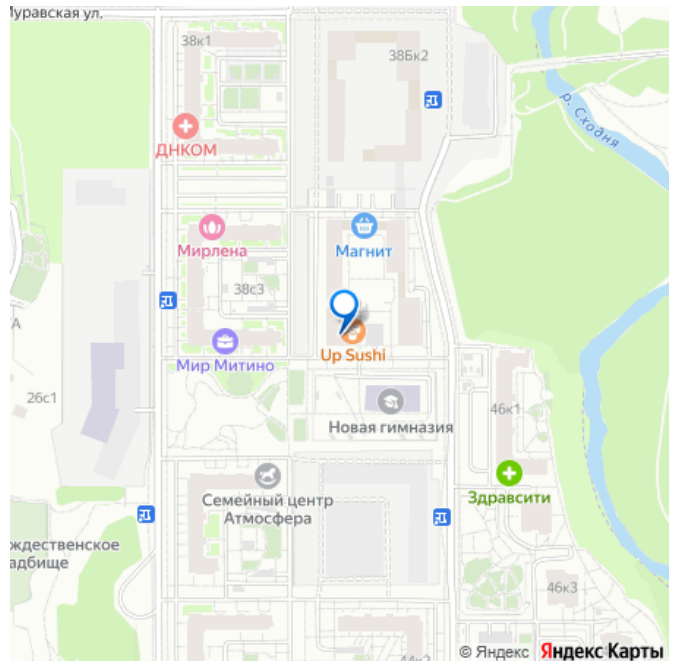 Муравская ул.
38к1
38Бк2
р. Сходня
ДНКОМ
Мирлена
Магнит
38с3
Мир Митино
Up Sushi
26с1
Новая гимназия
46к1
Семейный центр
Атмосфера
Здравсити
ждественское
адбище
46к3
44к2
© Яндекс Яндекс Карты